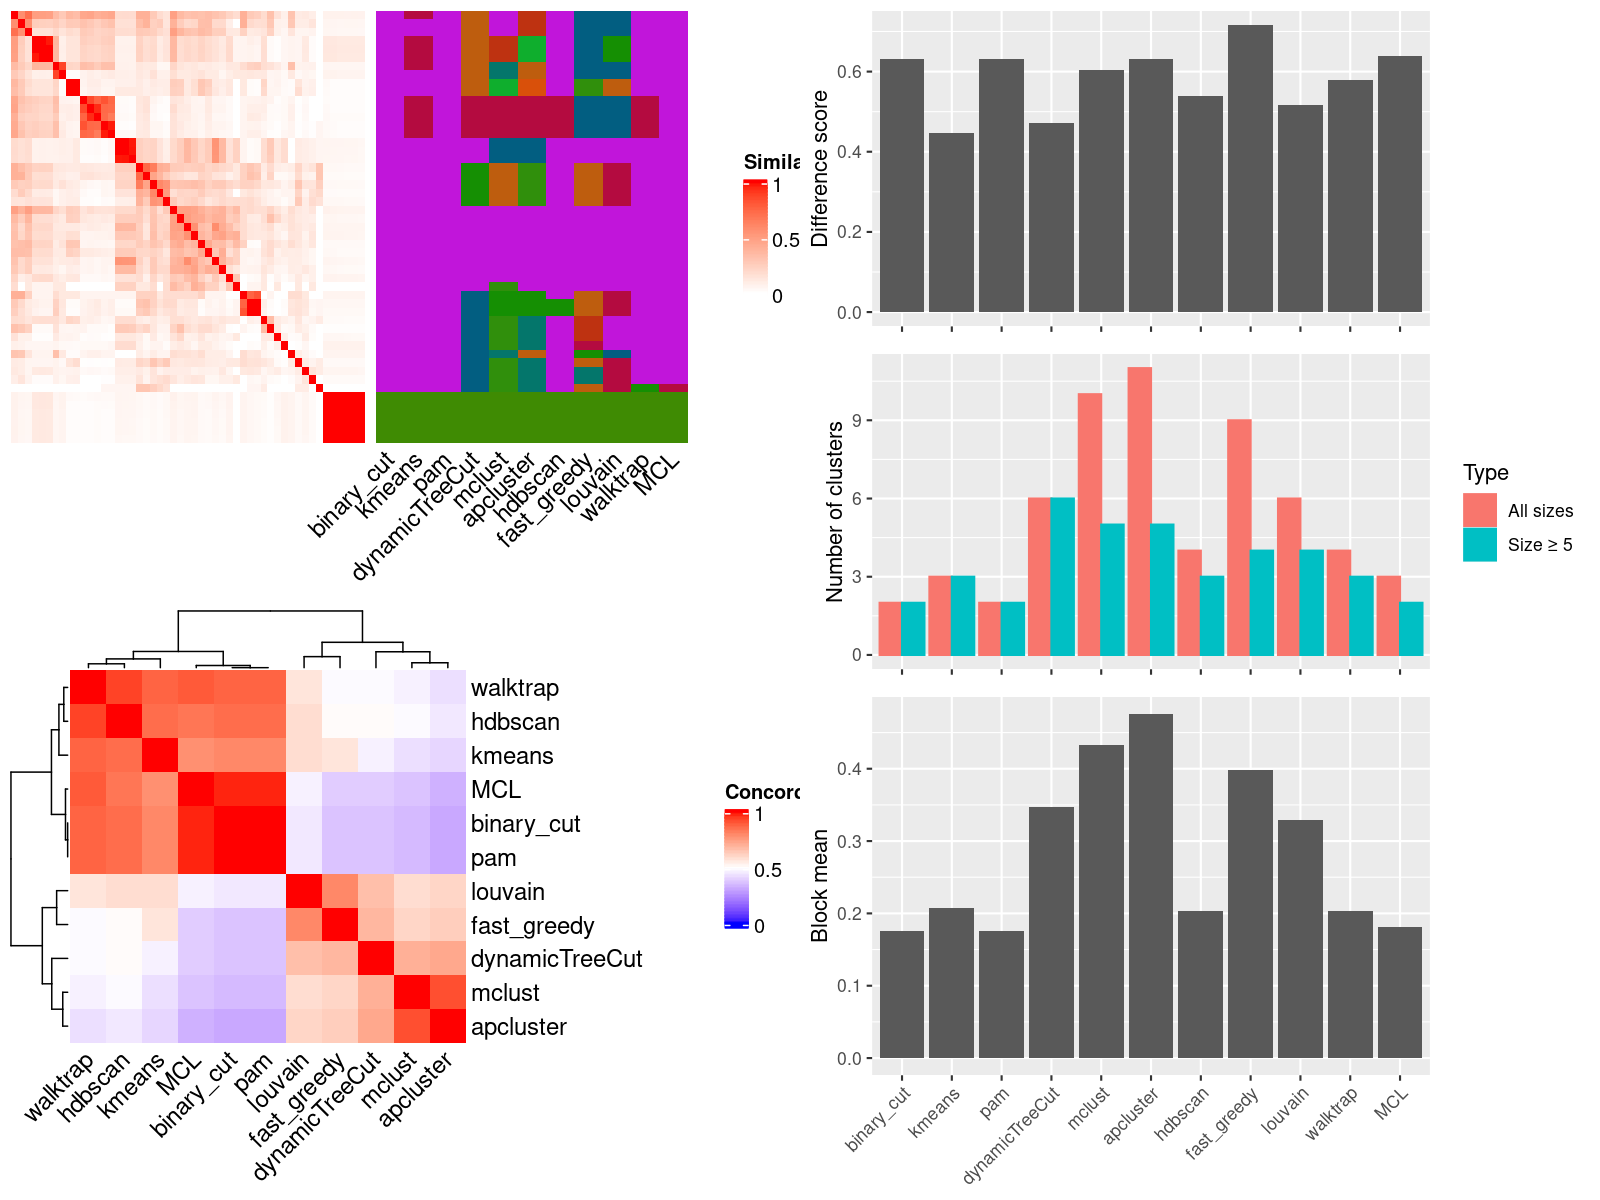 Simila
1
0.5
0
binary_cut
kmeans
pam
dynamicTreeCut
mclust
apcluster
hdbscan
fast_greedy
louvain
walktrap
MCL
walktrap
hdbscan
kmeans
MCL
binary_cut
pam
louvain
fast_greedy
dynamicTreeCut
mclust
apcluster
walktrap
hdbscan
kmeans
MCL
binary_cut
pam
louvain
fast_greedy
dynamicTreeCut
mclust
apcluster
Concord
1
0.5
0
Difference score
0.6
0.4
0.2
0.0
Number of clusters
9
6
3
0
Type
All sizes
Size ≥ 5
Block mean
0.4
0.3
0.2
0.1
0.0
binary_cut
kmeans
pam
dynamicTreeCut
mclust
apcluster
hdbscan
fast_greedy
louvain
walktrap
MCL